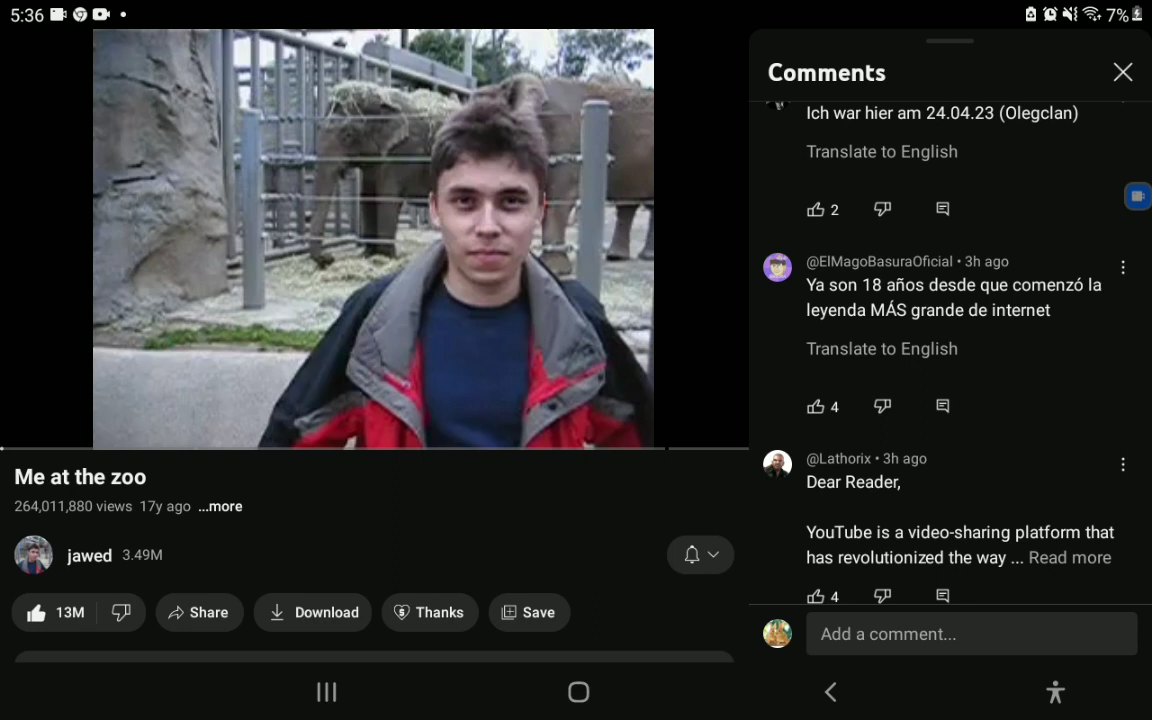 5:36
7%
Me at the zoo
264,011,880 views 17y ago ...more
jawed 3.49M
13M
Share
Download
Thanks
Save
Comments
Ich war hier am 24.04.23 (Olegclan)
Translate to English
2
@ElMagoBasuraOficial • 3h ago
Ya son 18 años desde que comenzó la
leyenda MÁS grande de internet
Translate to English
4
@Lathorix • 3h ago
Dear Reader,
YouTube is a video-sharing platform that
has revolutionized the way ... Read more
4
Add a comment...